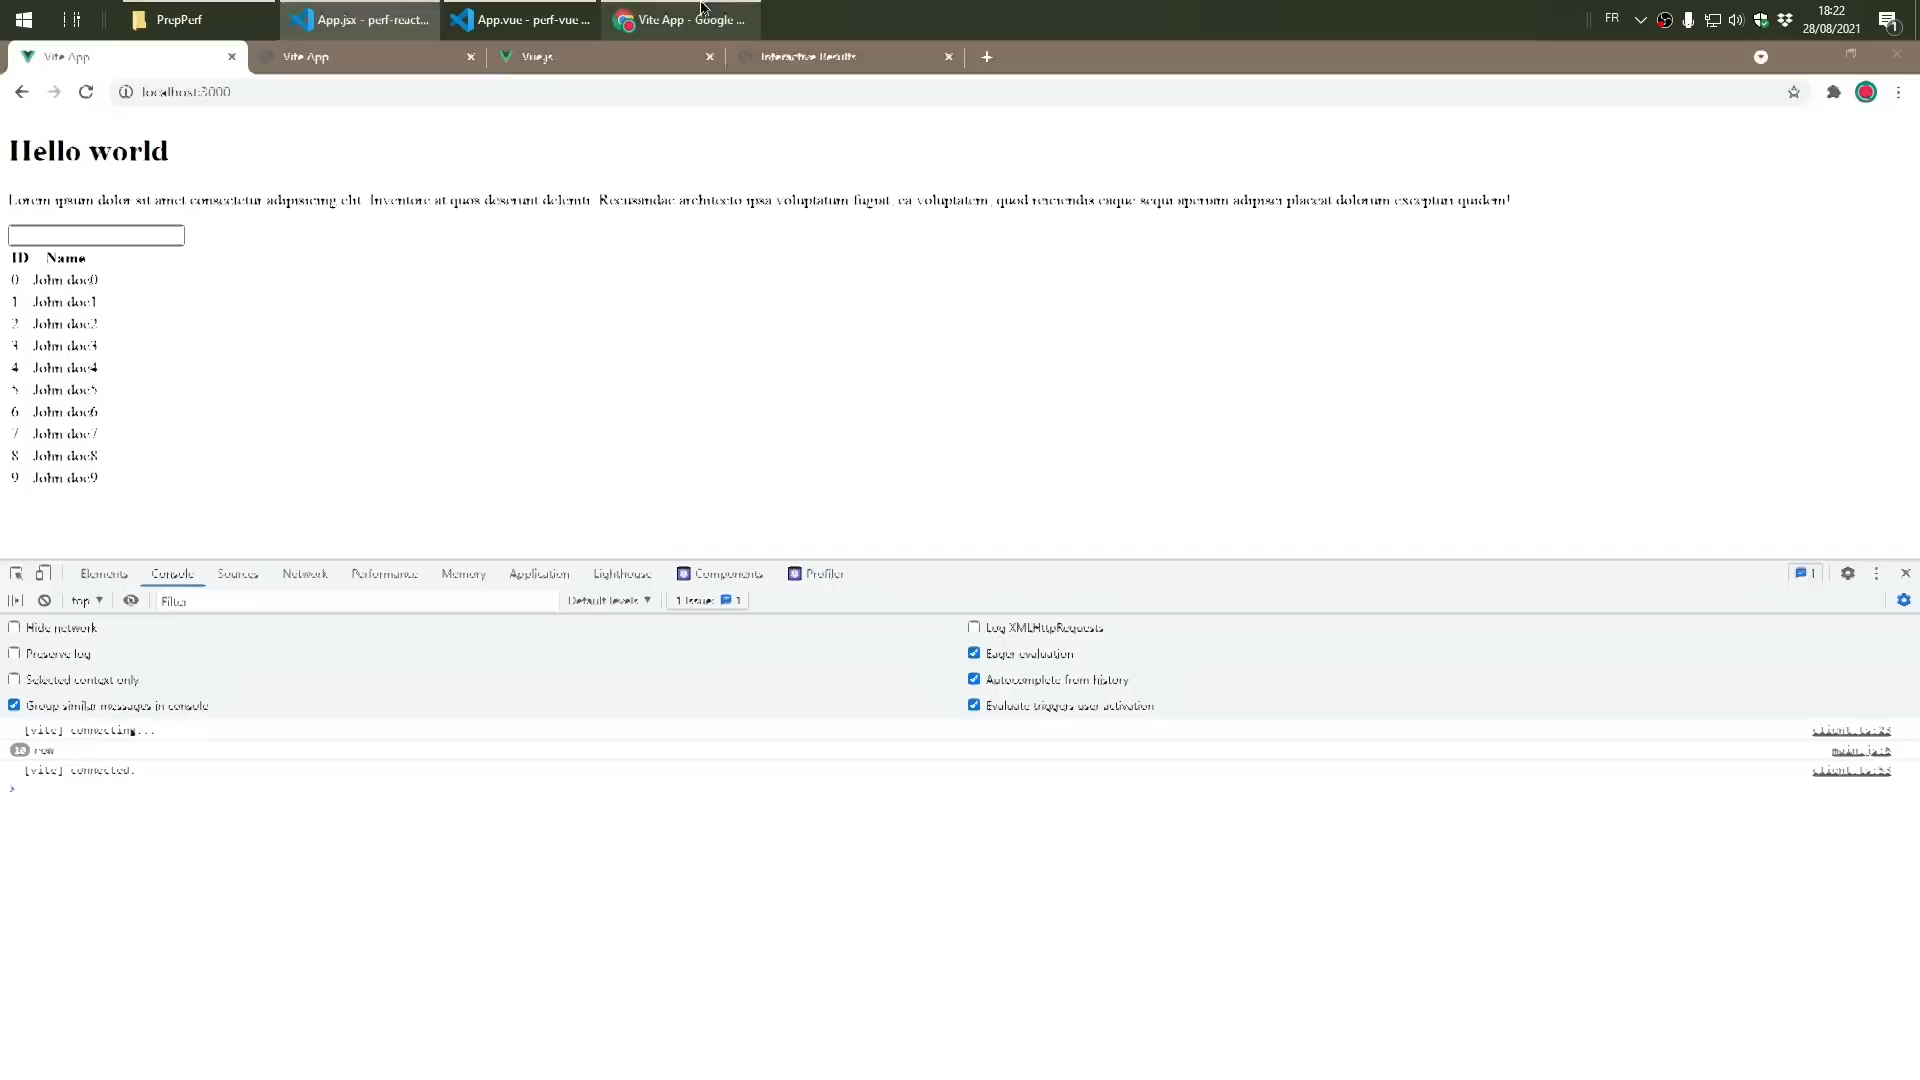 PrepPerf
App.jsx - perf-react...
App.vue - perf-vue ...
Vite App - Google ...
FR
18:22
28/08/2021
1
Vite App
Vite App
Vue.js
Interactive Results
localhost:3000
Hello world
Lorem ipsum dolor sit amet consectetur adipisicing elit. Inventore at quos deserunt deleniti. Recusandae architecto ipsa voluptatum fugiat, ea voluptatem, quod reiciendis eaque sequi aperiam adipisci placeat dolorum excepturi quidem!
ID Name
0 John doe0
1 John doe1
2 John doe2
3 John doe3
4 John doe4
5 John doe5
6 John doe6
7 John doe7
8 John doe8
9 John doe9
Elements Console Sources Network Performance Memory Application Lighthouse Components Profiler 1
top Filter Default levels 1 Issue: 1
Hide network
Log XMLHttpRequests
Preserve log
Eager evaluation
Selected context only
Autocomplete from history
Group similar messages in console
Evaluate triggers user activation
[vite] connecting...
10 row
[vite] connected.